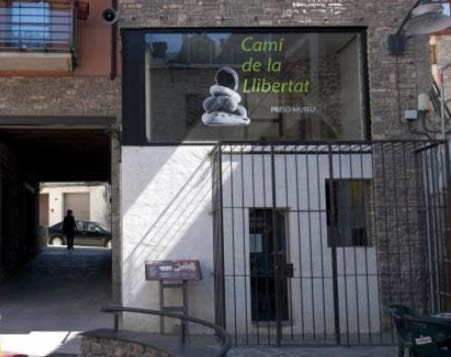 Camí
de la
Llibertat
PRESÓ-MUSEU